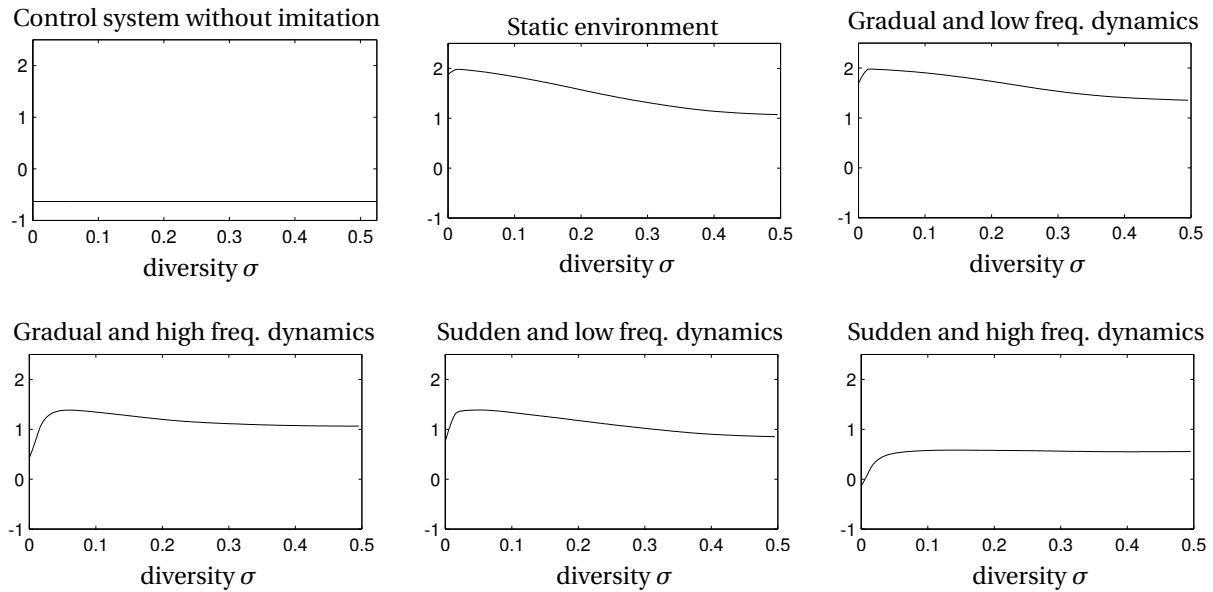 Control system without imitation
2
1
0
-1
0 0.1 0.2 0.3 0.4 0.5
diversity σ
Static environment
2
1
0
-1
0 0.1 0.2 0.3 0.4 0.5
diversity σ
Gradual and low freq. dynamics
2
1
0
-1
0 0.1 0.2 0.3 0.4 0.5
diversity σ
Gradual and high freq. dynamics
2
1
0
-1
0 0.1 0.2 0.3 0.4 0.5
diversity σ
Sudden and low freq. dynamics
2
1
0
-1
0 0.1 0.2 0.3 0.4 0.5
diversity σ
Sudden and high freq. dynamics
2
1
0
-1
0 0.1 0.2 0.3 0.4 0.5
diversity σ